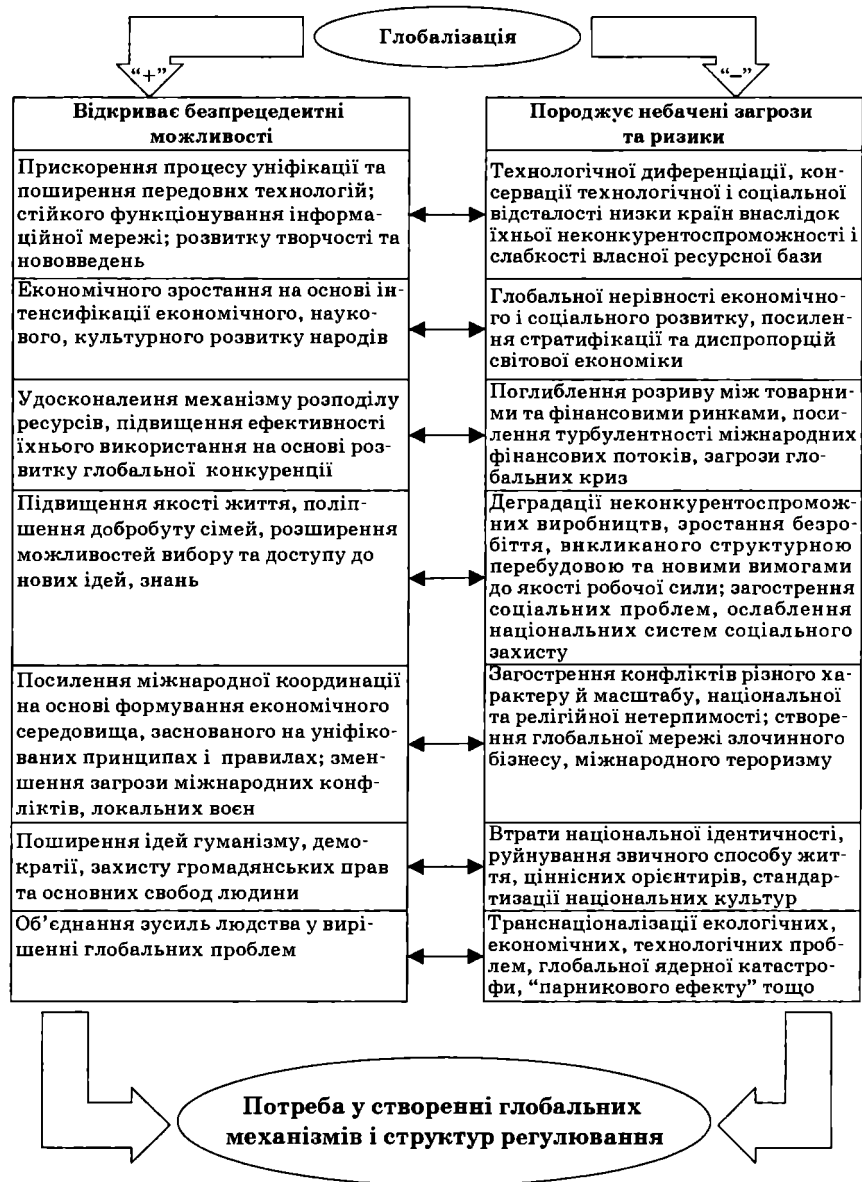 Глобалізація
“+”
“–”
Відкриває безпрецедентні
можливості
Прискорення процесу уніфікації та
поширення передових технологій;
стійкого функціонування інформа-
ційної мережі; розвитку творчості та
нововведень
Економічного зростання на основі ін-
тенсифікації економічного, науко-
вого, культурного розвитку народів
Удосконалеиня механізму розподілу
ресурсів, підвищення ефективності
їхнього використання на основі роз-
витку глобальної конкуренції
Підвищення якості життя, поліп-
шення добробуту сімей, розширення
можливостей вибору та доступу до
нових ідей, знань
Посилення міжнародної координації
на основі формування економічного
середовища, заснованого на уніфіко-
ваних принципах і правилах; змен-
шення загрози міжнародних конф-
ліктів, локальних воєн
Поширення ідей гуманізму, демо-
кратії, захисту громадянських прав
та основних свобод людини
Об’єднання зусиль людства у вирі-
шенні глобальних проблем
Породжує небачені загрози
та ризики
Технологічної диференціації, кон-
сервації технологічної і соціальної
відсталості низки країн внаслідок
їхньої неконкурентоспроможності і
слабкості власної ресурсної бази
Глобальної нерівності економічно-
го і соціального розвитку, посилен-
ня стратифікації та диспропорцій
світової економіки
Поглиблення розриву між товарни-
ми та фінансовими ринками, поси-
лення турбулентності міжнародних
фінансових потоків, загрози гло-
бальних криз
Деградації неконкурентоспромож-
них виробництв, зростання безро-
біття, викликаного структурною
перебудовою та новими вимогами
до якості робочої сили; загострення
соціальних проблем, ослаблення
національних систем соціального
захисту
Загострення конфліктів різного ха-
рактеру й масштабу, національної
та релігійної нетерпимості; створе-
ння глобальної мережі злочинного
бізнесу, міжнародного тероризму
Втрати національної ідентичності,
руйнування звичного способу жит-
тя, ціннісних орієнтирів, стандар-
тизації національних культур
Транснаціоналізації екологічних,
економічних, технологічних проб-
лем, глобальної ядерної катастро-
фи, “парникового ефекту” тощо
Потреба у створенні глобальних
механізмів і структур регулювання